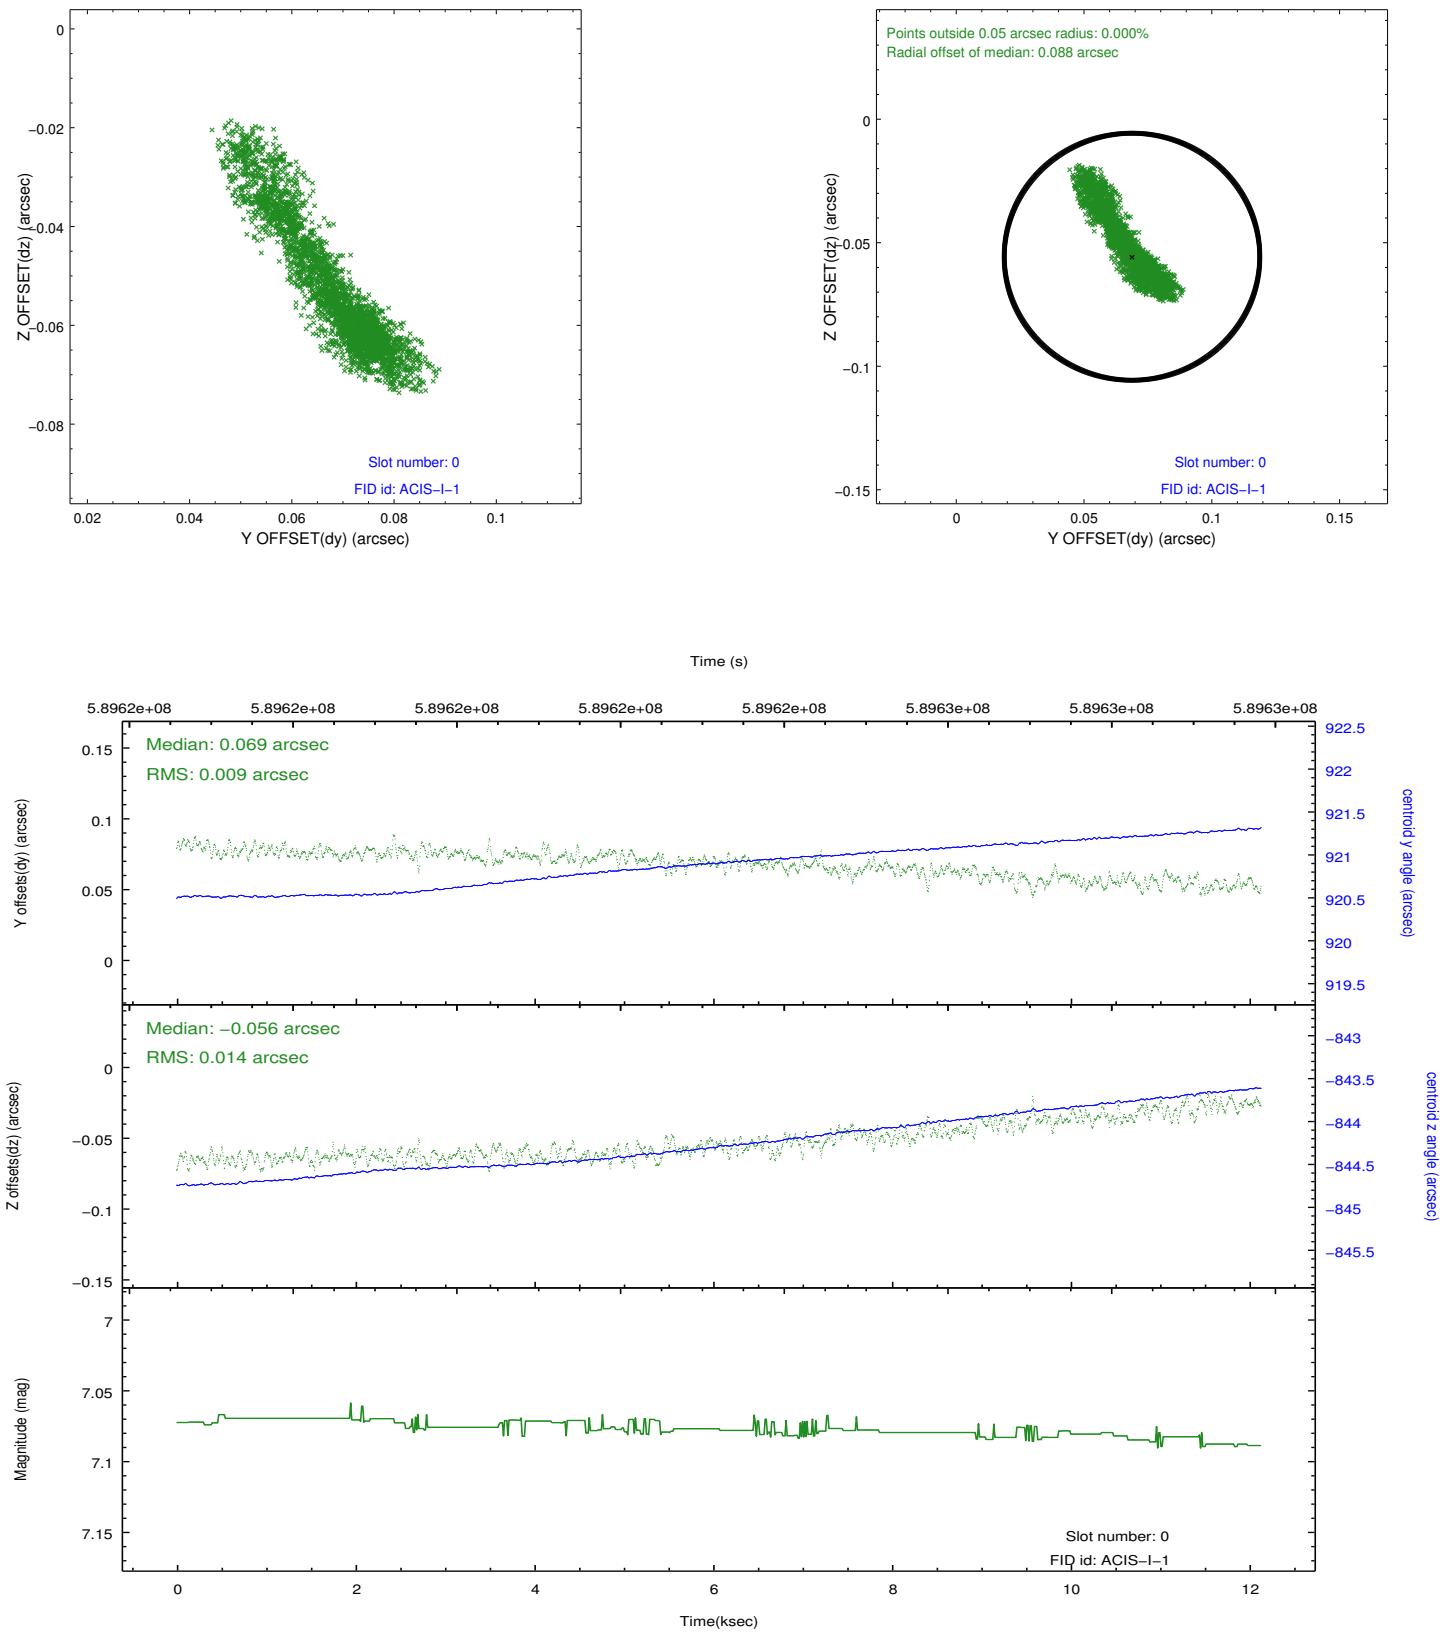 0
−0.02
−0.04
−0.06
−0.08
Z OFFSET(dz) (arcsec)
Slot number: 0
FID id: ACIS−I−1
0.02
0.04
0.06
0.08
0.1
Y OFFSET(dy) (arcsec)
Points outside 0.05 arcsec radius: 0.000%
Radial offset of median: 0.088 arcsec
0
−0.05
−0.1
−0.15
Z OFFSET(dz) (arcsec)
Slot number: 0
FID id: ACIS−I−1
0
0.05
0.1
0.15
Y OFFSET(dy) (arcsec)
Time (s)
5.8962e+08
5.8962e+08
5.8962e+08
5.8962e+08
5.8962e+08
5.8963e+08
5.8963e+08
5.8963e+08
Median: 0.069 arcsec
RMS: 0.009 arcsec
0.15
0.1
0.05
0
Y offsets(dy) (arcsec)
922.5
922
921.5
921
920.5
920
919.5
centroid y angle (arcsec)
Median: −0.056 arcsec
RMS: 0.014 arcsec
0
−0.05
−0.1
−0.15
Z offsets(dz) (arcsec)
−843
−843.5
−844
−844.5
−845
−845.5
centroid z angle (arcsec)
7
7.05
7.1
7.15
Magnitude (mag)
Slot number: 0
FID id: ACIS−I−1
0
2
4
6
8
10
12
Time(ksec)